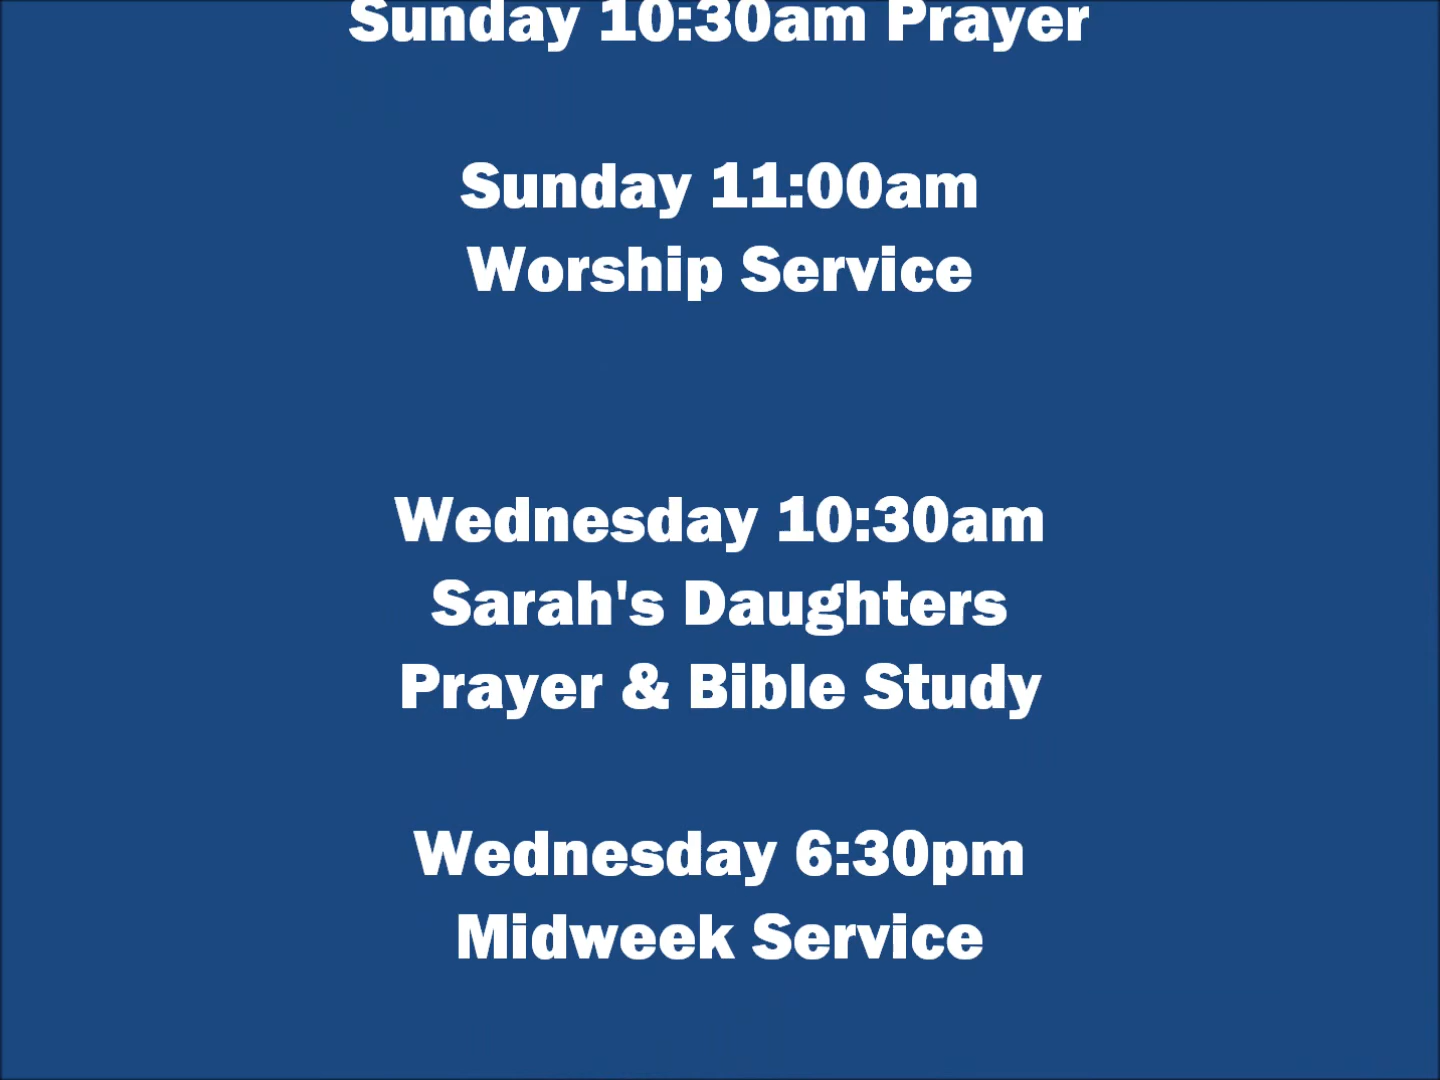 Sunday 10:30am Prayer
Sunday 11:00am
Worship Service
Wednesday 10:30am
Sarah's Daughters
Prayer & Bible Study
Wednesday 6:30pm
Midweek Service